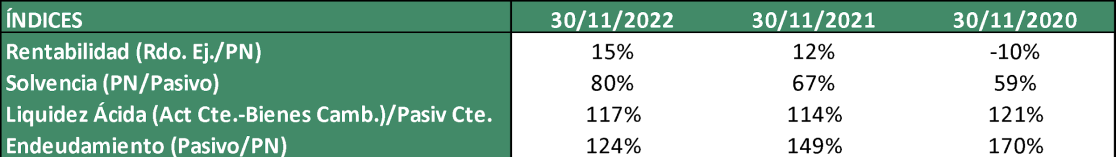 ÍNDICES 30/11/2022 30/11/2021 30/11/2020
Rentabilidad (Rdo. Ej./PN) 15% 12% -10%
Solvencia (PN/Pasivo) 80% 67% 59%
Liquidez Ácida (Act Cte.-Bienes Camb.)/Pasiv Cte. 117% 114% 121%
Endeudamiento (Pasivo/PN) 124% 149% 170%